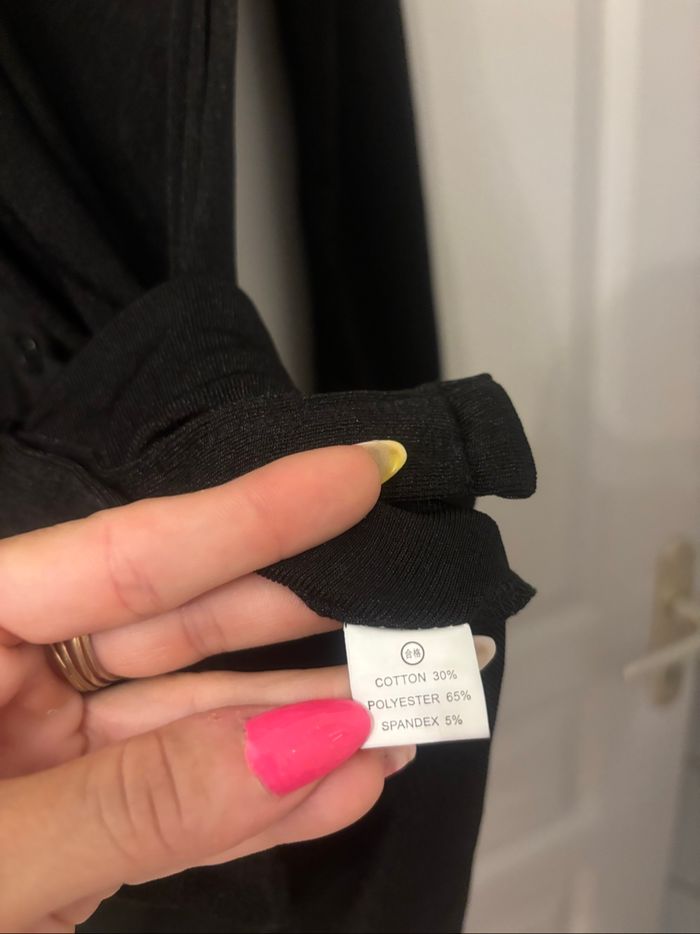 合格
COTTON 30%
POLYESTER 65%
SPANDEX 5%